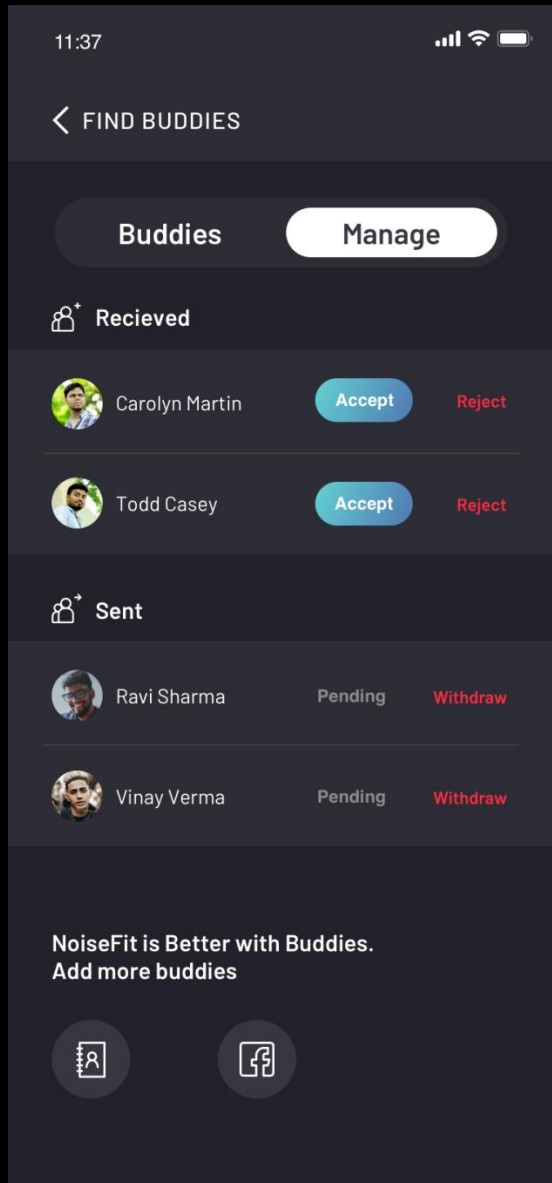 11:37
FIND BUDDIES
Buddies Manage
Recieved
Carolyn Martin Accept Reject
Todd Casey Accept Reject
Sent
Ravi Sharma Pending Withdraw
Vinay Verma Pending Withdraw
NoiseFit is Better with Buddies.
Add more buddies